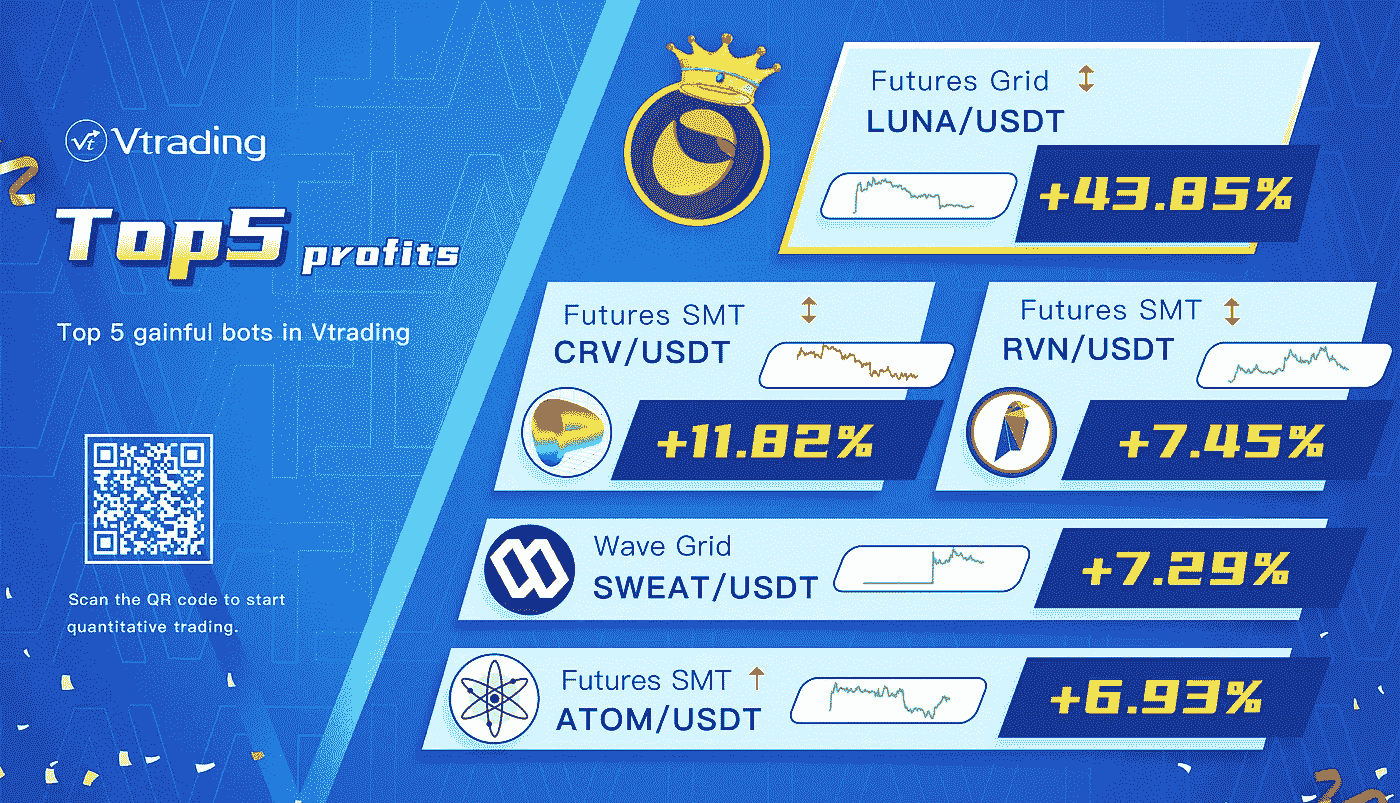 Vtrading
Top5 profits
Top 5 gainful bots in Vtrading
Scan the QR code to start
quantitative trading.
Futures Grid
LUNA/USDT
+43.85%
Futures SMT
CRV/USDT
+11.82%
Futures SMT
RVN/USDT
+7.45%
Wave Grid
SWEAT/USDT
+7.29%
Futures SMT
ATOM/USDT
+6.93%